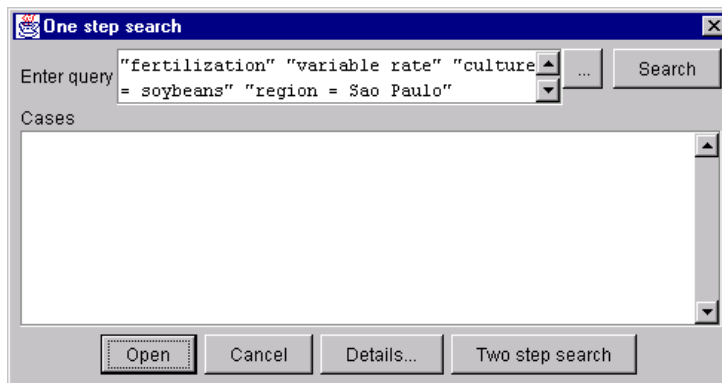 One step search
Enter query
"fertilization" "variable rate" "culture
= soybeans" "region = Sao Paulo"
...
Search
Cases
Open
Cancel
Details...
Two step search